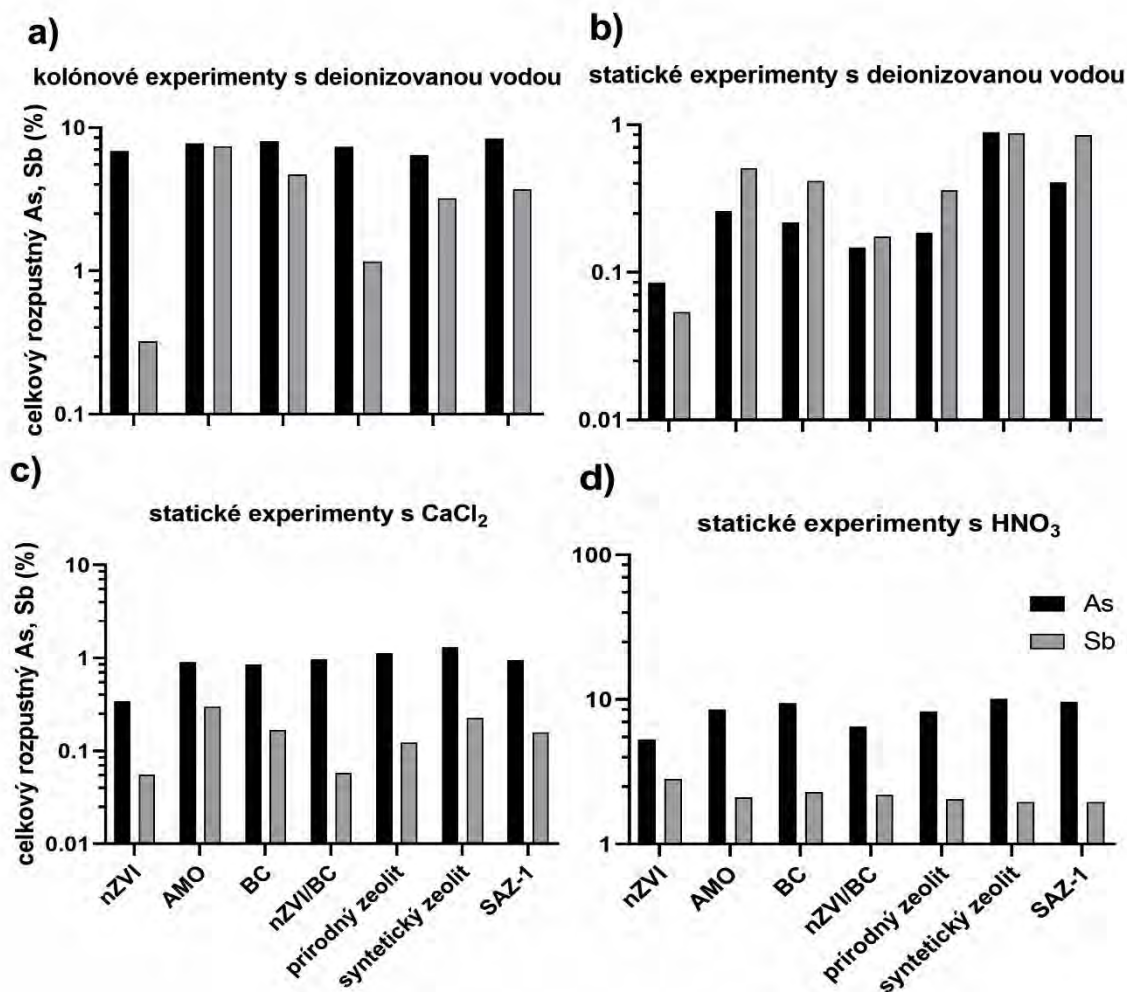 a)
kolónové experimenty s deionizovanou vodou
celkový rozpustný As, Sb (%)
10
1
0.1
b)
statické experimenty s deionizovanou vodou
1
0.1
0.01
c)
statické experimenty s CaCl₂
celkový rozpustný As, Sb (%)
10
1
0.1
0.01
nZVI
AMO
BC
nZVI/BC
prírodný zeolit
syntetický zeolit
SAZ-1
d)
statické experimenty s HNO₃
100
10
1
As
Sb
nZVI
AMO
BC
nZVI/BC
prírodný zeolit
syntetický zeolit
SAZ-1